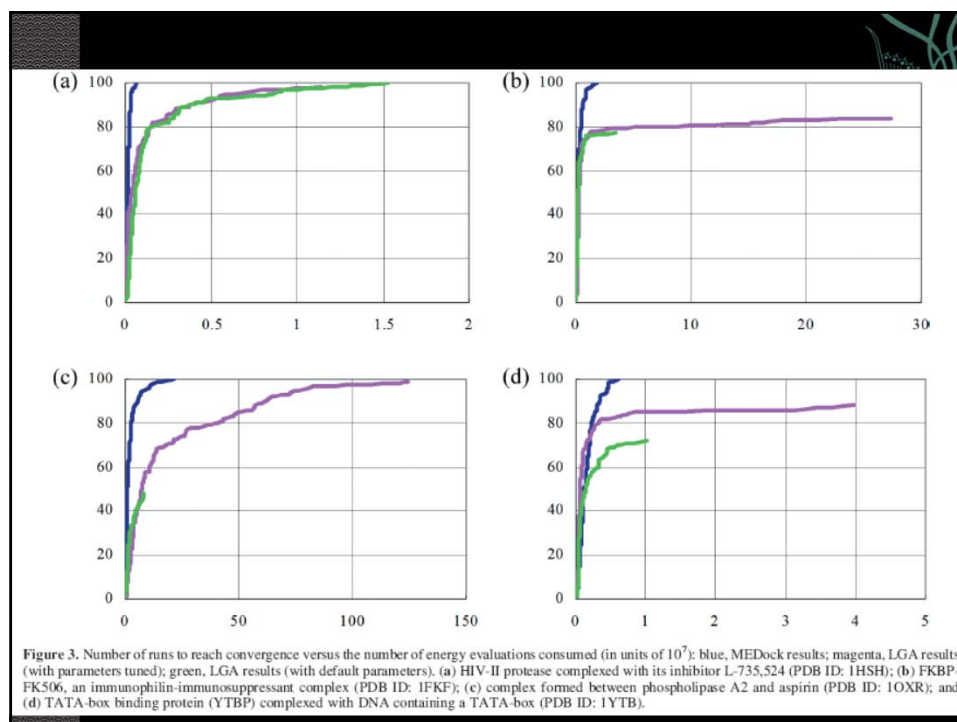 (a)
100
80
60
40
20
0
0 0.5 1 1.5 2
(b)
100
80
60
40
20
0
0 10 20 30
(c)
100
80
60
40
20
0
0 50 100 150
(d)
100
80
60
40
20
0
0 1 2 3 4 5
Figure 3. Number of runs to reach convergence versus the number of energy evaluations consumed (in units of 10⁷): blue, MEDock results; magenta, LGA results
(with parameters tuned); green, LGA results (with default parameters). (a) HIV-II protease complexed with its inhibitor L-735,524 (PDB ID: 1HSH); (b) FKBP-
FK506, an immunophilin-immunosuppressant complex (PDB ID: 1FKF); (c) complex formed between phospholipase A2 and aspirin (PDB ID: 1OXR); and
(d) TATA-box binding protein (YTBP) complexed with DNA containing a TATA-box (PDB ID: 1YTB).